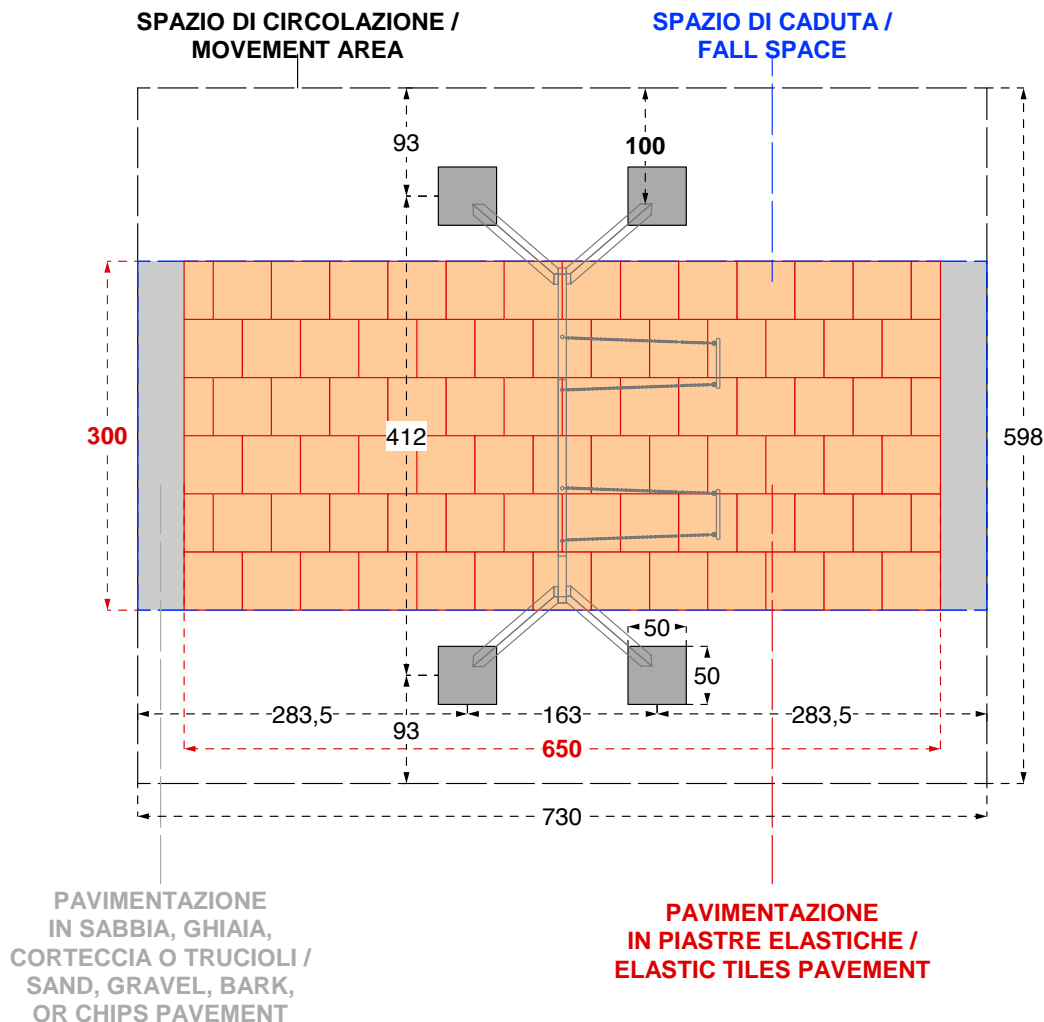 SPAZIO DI CIRCOLAZIONE /
MOVEMENT AREA
SPAZIO DI CADUTA /
FALL SPACE
93
100
300
412
598
50
50
283,5
163
283,5
93
650
730
PAVIMENTAZIONE
IN SABBIA, GHIAIA,
CORTECCIA O TRUCIOLI /
SAND, GRAVEL, BARK,
OR CHIPS PAVEMENT
PAVIMENTAZIONE
IN PIASTRE ELASTICHE /
ELASTIC TILES PAVEMENT